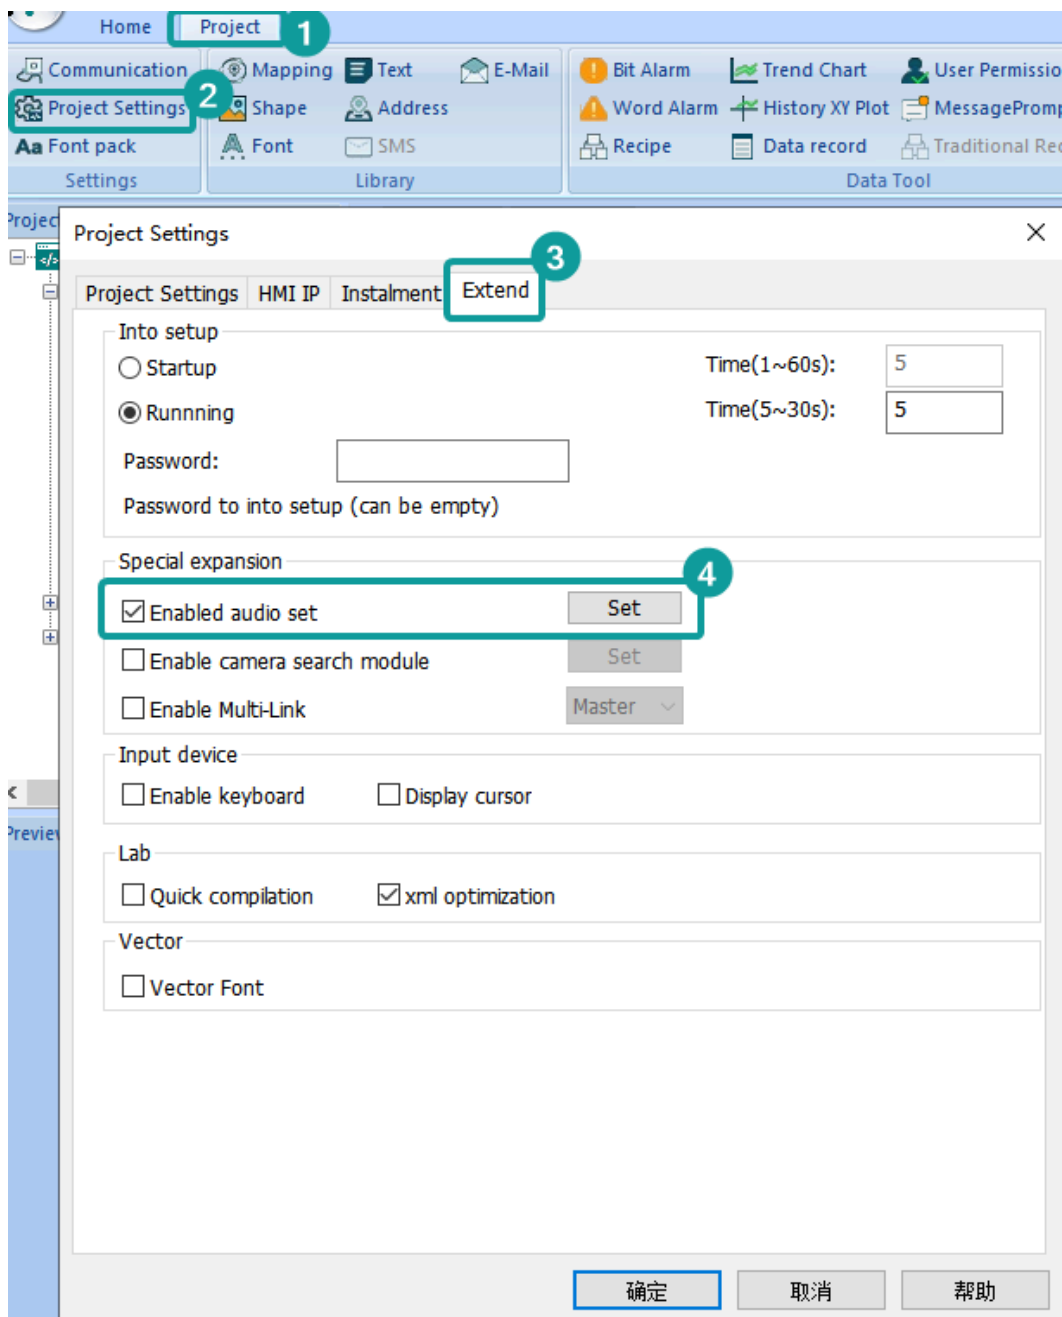 Home Project 1
Communication Mapping Text E-Mail Bit Alarm Trend Chart User Permissio
Project Settings 2 Shape Address Word Alarm History XY Plot MessagePromp
Aa Font pack Font SMS Recipe Data record Traditional Rec
Settings Library Data Tool
Project
Project Settings
3
Project Settings HMI IP Instalment Extend
Into setup
Startup Time(1~60s): 5
Runnning Time(5~30s): 5
Password:
Password to into setup (can be empty)
Special expansion
4
Enabled audio set Set
Enable camera search module Set
Enable Multi-Link Master
Input device
Enable keyboard Display cursor
Preview
Lab
Quick compilation xml optimization
Vector
Vector Font
确定 取消 帮助